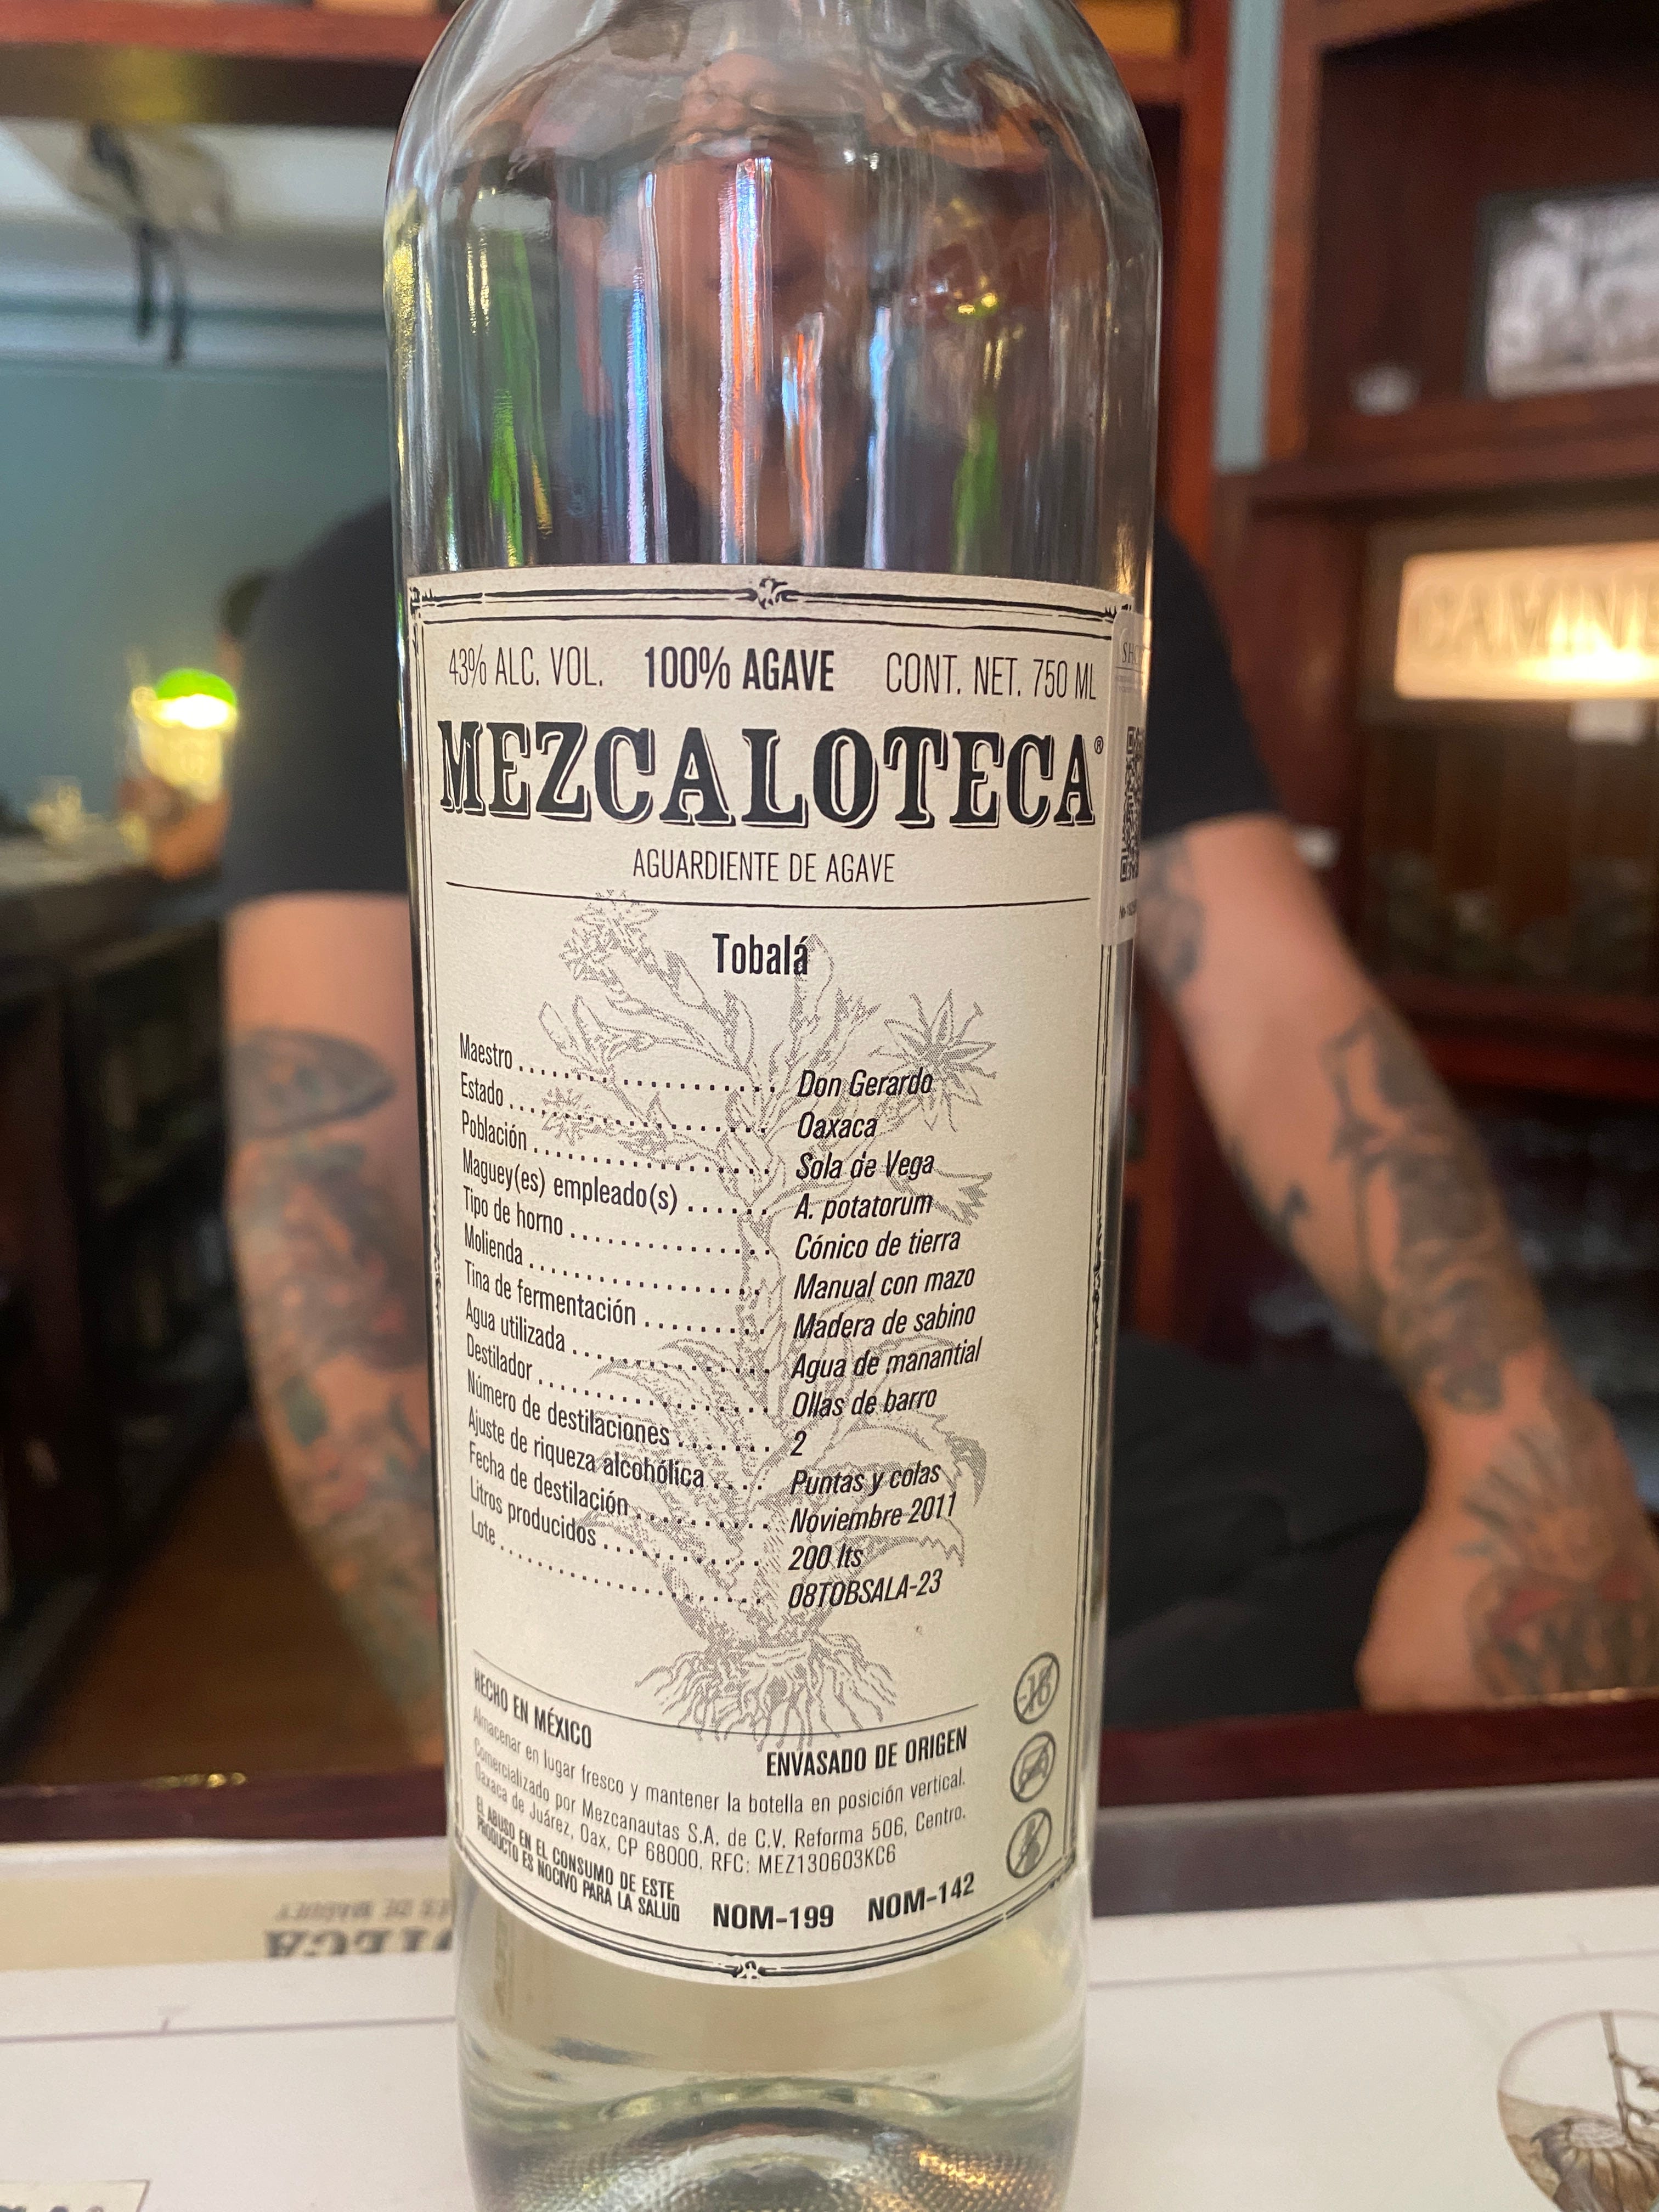 CAMINE
43% ALC. VOL. 100% AGAVE CONT. NET. 750 ML
MEZCALOTECA®
AGUARDIENTE DE AGAVE
Tobalá
Maestro .......................... Don Gerardo
Estado .......................... Oaxaca
Población ........................ Sola de Vega
Maguey(es) empleado(s) ...... A. potatorum
Tipo de horno .................. Cónico de tierra
Molienda ........................ Manual con mazo
Tina de fermentación ......... Madera de sabino
Agua utilizada .................. Agua de manantial
Destilador ...................... Ollas de barro
Número de destilaciones ....... 2
Ajuste de riqueza alcohólica .... Puntas y colas
Fecha de destilación .......... Noviembre 2011
Litros producidos ............. 200 lts
Lote .......................... 08TOBSALA-23
HECHO EN MÉXICO ENVASADO DE ORIGEN
Almacenar en lugar fresco y mantener la botella en posición vertical.
Comercializado por Mezcanautas S.A. de C.V. Reforma 506, Centro.
Oaxaca de Juárez, Oax, CP 68000. RFC: MEZ130603KC6
EL ABUSO EN EL CONSUMO DE ESTE
PRODUCTO ES NOCIVO PARA LA SALUD
NOM-199 NOM-142
-18
DE MAGUEY
TECA